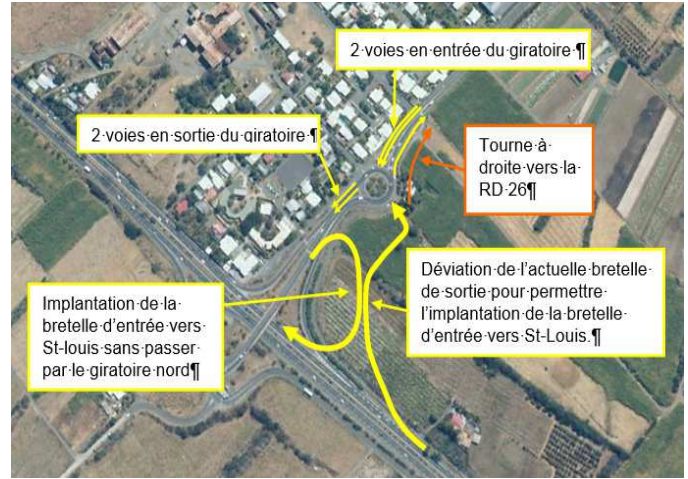 2·voies·en·entrée·du·giratoire·¶
2·voies·en·sortie·du·giratoire·¶
Tourne·à·
droite·vers·la·
RD·26¶
Implantation·de·la·
bretelle·d’entrée·vers·
St-louis·sans·passer·
par·le·giratoire·nord¶
Déviation·de·l’actuelle·bretelle·
de·sortie·pour·permettre·
l’implantation·de·la·bretelle·
d’entrée·vers·St-Louis.¶